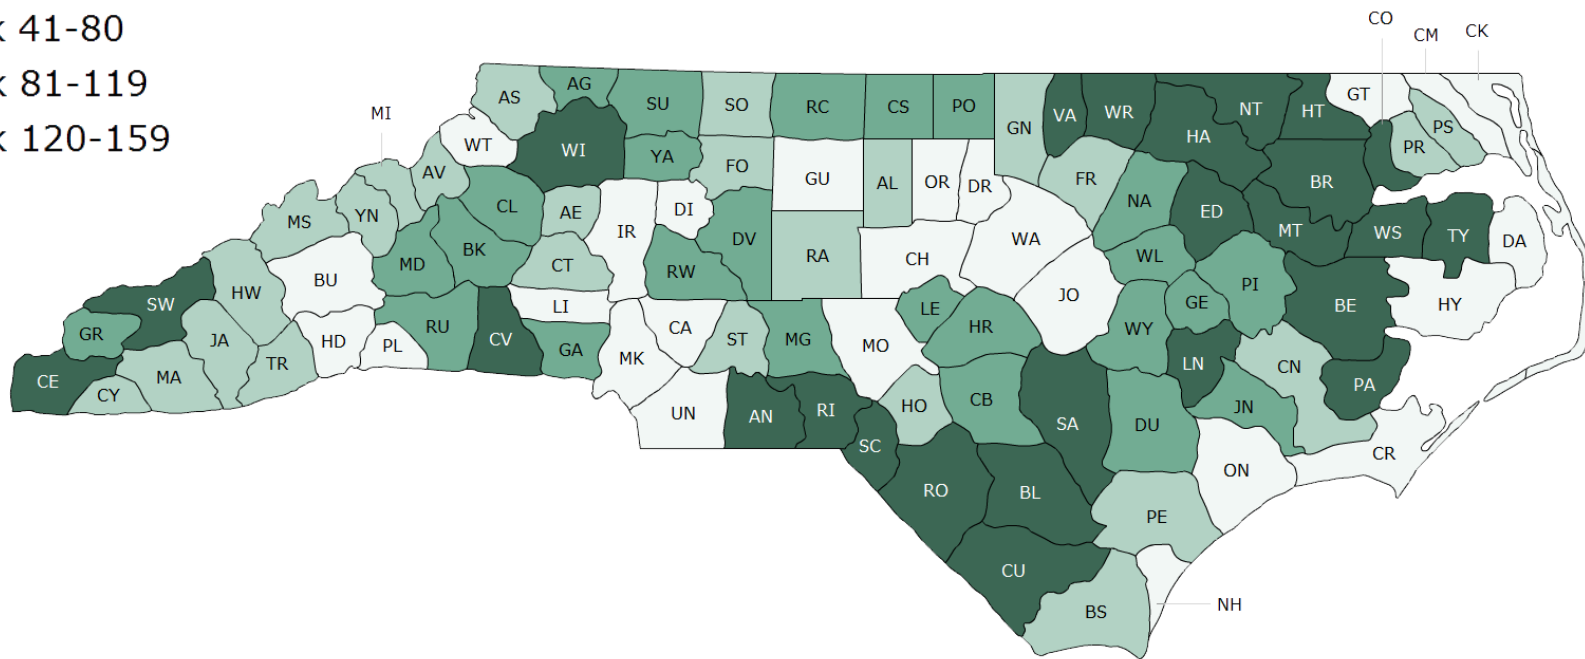 k 41-80
k 81-119
k 120-159
CO
CM
CK
MI
AS
AG
SU
SO
RC
CS
PO
GN
VA
WR
HA
NT
HT
GT
PS
PR
WT
WI
YA
FO
GU
AL
OR
DR
FR
NA
ED
BR
AV
CL
AE
IR
DI
DV
RA
CH
WA
WL
MT
WS
TY
DA
MS
YN
MD
BK
CT
RW
BU
HW
SW
LI
LE
HR
JO
WY
GE
PI
BE
HY
GR
JA
HD
PL
RU
CV
GA
MK
CA
ST
MG
MO
CE
CY
MA
TR
UN
AN
RI
SC
HO
CB
SA
DU
LN
JN
CN
PA
RO
BL
PE
ON
CR
CU
BS
NH